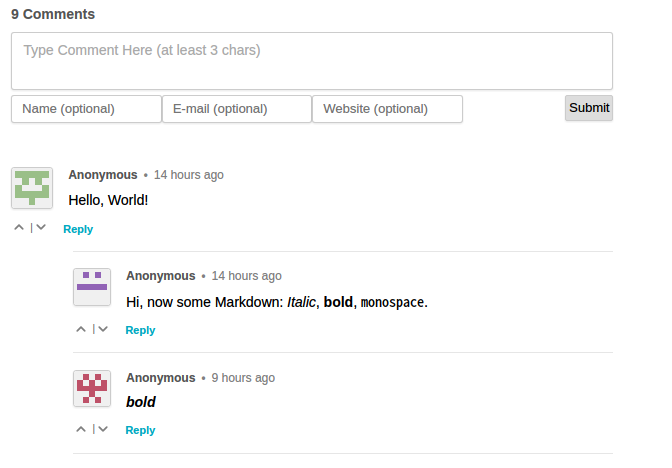 9 Comments
Type Comment Here (at least 3 chars)
Name (optional) E-mail (optional) Website (optional) Submit
Anonymous • 14 hours ago
Hello, World!
| Reply
Anonymous • 14 hours ago
Hi, now some Markdown: Italic, bold, monospace.
| Reply
Anonymous • 9 hours ago
bold
| Reply